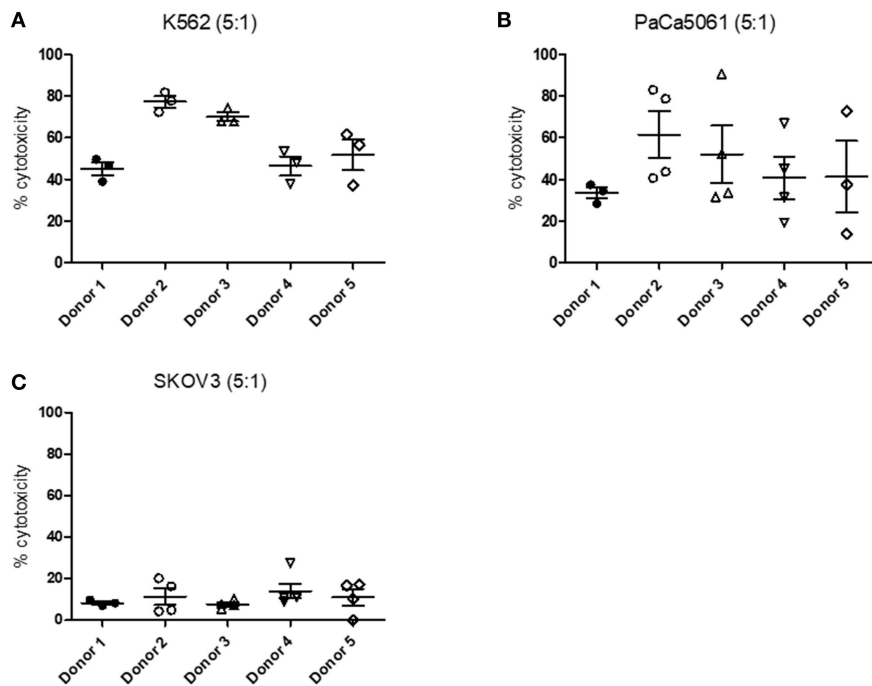 A
K562 (5:1)
% cytotoxicity
100
80
60
40
20
0
Donor 1
Donor 2
Donor 3
Donor 4
Donor 5
B
PaCa5061 (5:1)
% cytotoxicity
100
80
60
40
20
0
Donor 1
Donor 2
Donor 3
Donor 4
Donor 5
C
SKOV3 (5:1)
% cytotoxicity
100
80
60
40
20
0
Donor 1
Donor 2
Donor 3
Donor 4
Donor 5